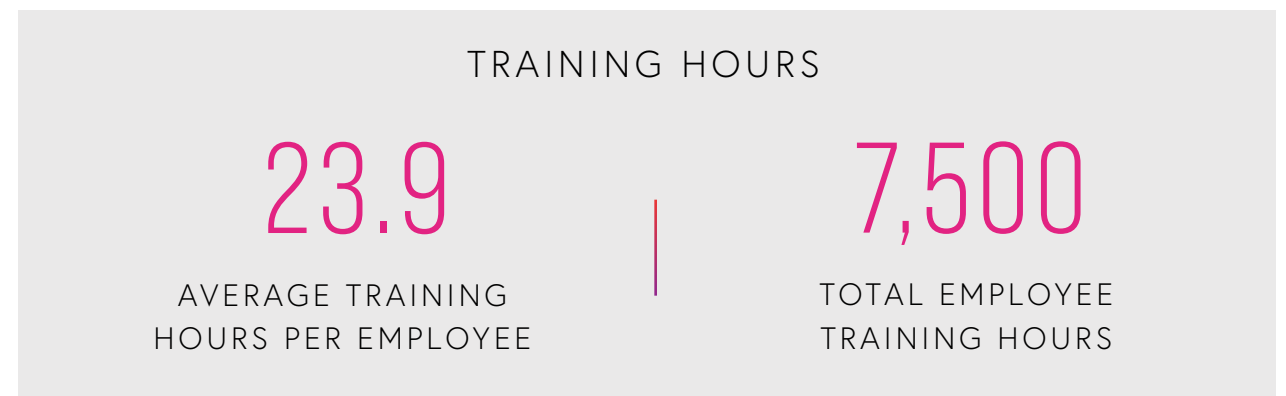 TRAINING HOURS
23.9
AVERAGE TRAINING
HOURS PER EMPLOYEE
7,500
TOTAL EMPLOYEE
TRAINING HOURS